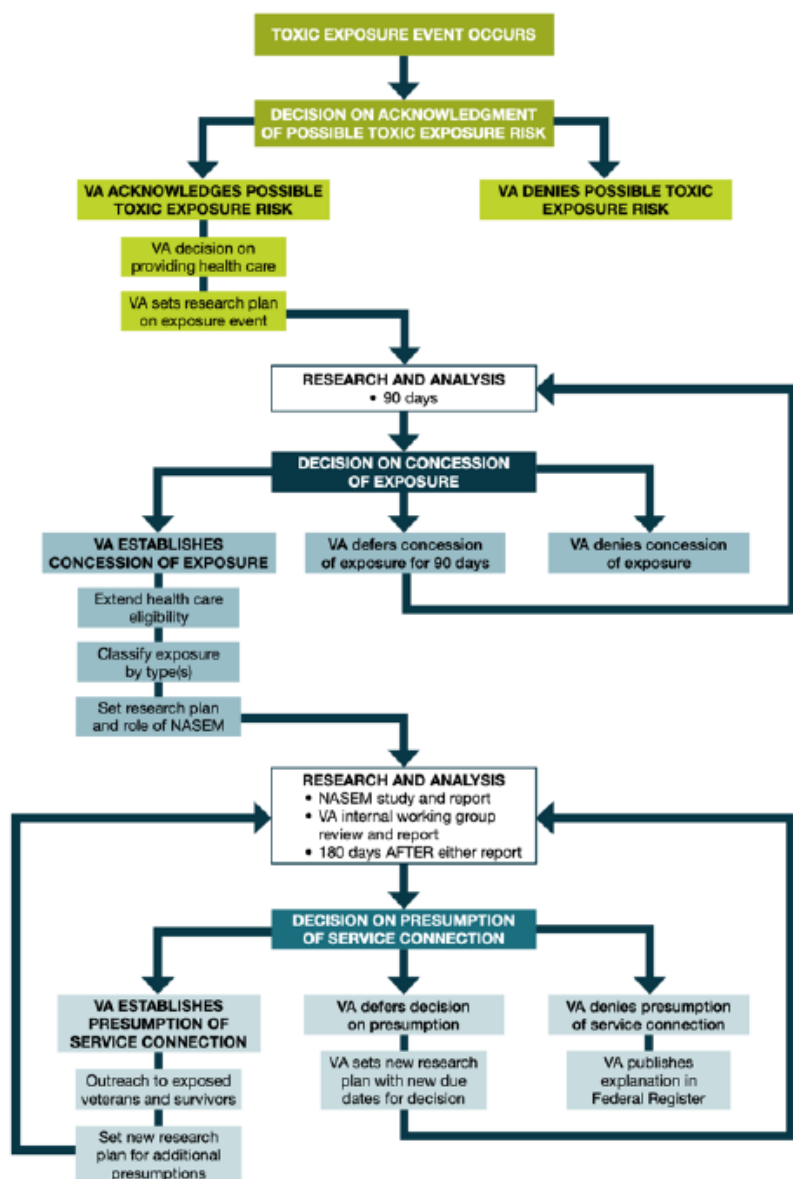 TOXIC EXPOSURE EVENT OCCURS
DECISION ON ACKNOWLEDGMENT
OF POSSIBLE TOXIC EXPOSURE RISK
VA ACKNOWLEDGES POSSIBLE
TOXIC EXPOSURE RISK
VA DENIES POSSIBLE TOXIC
EXPOSURE RISK
VA decision on
providing health care
VA sets research plan
on exposure event
RESEARCH AND ANALYSIS
• 90 days
DECISION ON CONCESSION
OF EXPOSURE
VA ESTABLISHES
CONCESSION OF EXPOSURE
VA defers concession
of exposure for 90 days
VA denies concession
of exposure
Extend health care
eligibility
Classify exposure
by type(s)
Set research plan
and role of NASEM
RESEARCH AND ANALYSIS
• NASEM study and report
• VA internal working group
review and report
• 180 days AFTER either report
DECISION ON PRESUMPTION
OF SERVICE CONNECTION
VA ESTABLISHES
PRESUMPTION OF
SERVICE CONNECTION
VA defers decision
on presumption
VA denies presumption
of service connection
Outreach to exposed
veterans and survivors
VA sets new research
plan with new due
dates for decision
VA publishes
explanation in
Federal Register
Set new research
plan for additional
presumptions